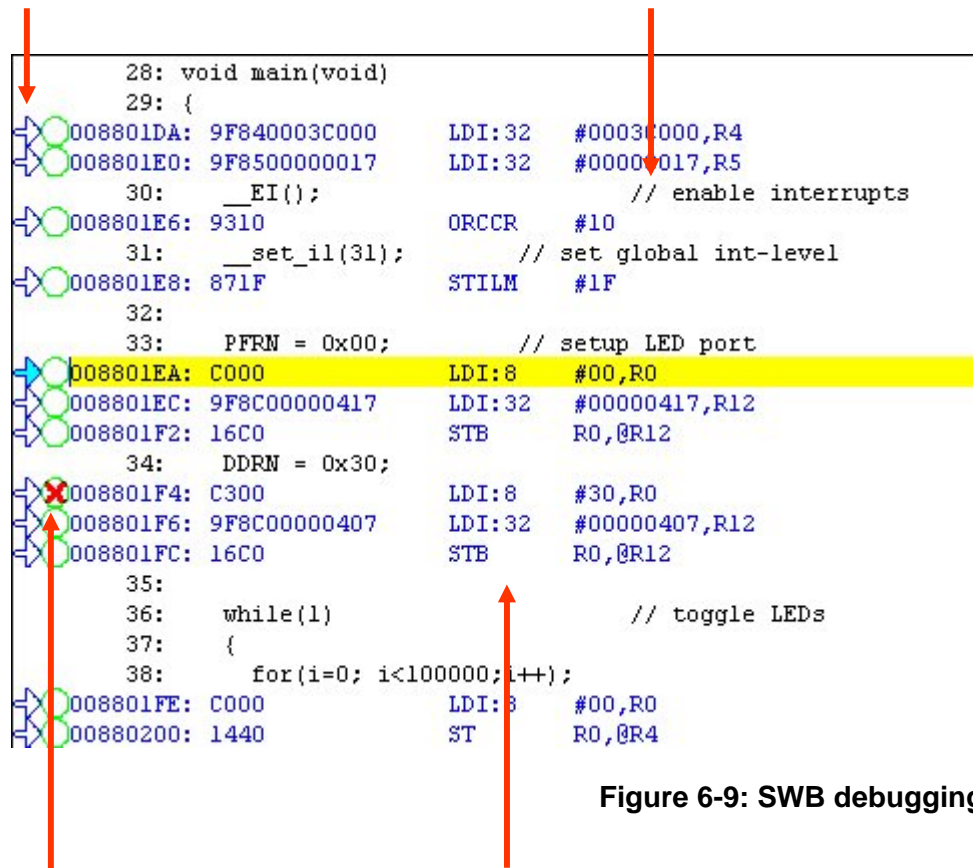 28: void main(void)
29: {
008801DA: 9F840003C000 LDI:32 #0003C000,R4
008801E0: 9F8500000017 LDI:32 #00000017,R5
30: __EI(); // enable interrupts
008801E6: 9310 ORCCR #10
31: __set_il(31); // set global int-level
008801E8: 871F STILM #1F
32:
33: PFRN = 0x00; // setup LED port
008801EA: C000 LDI:8 #00,R0
008801EC: 9F8C00000417 LDI:32 #00000417,R12
008801F2: 16C0 STB R0,@R12
34: DDRN = 0x30;
008801F4: C300 LDI:8 #30,R0
008801F6: 9F8C00000407 LDI:32 #00000407,R12
008801FC: 16C0 STB R0,@R12
35:
36: while(1) // toggle LEDs
37: {
38: for(i=0; i<100000;i++);
008801FE: C000 LDI:8 #00,R0
00880200: 1440 ST R0,@R4
Figure 6-9: SWB debugging